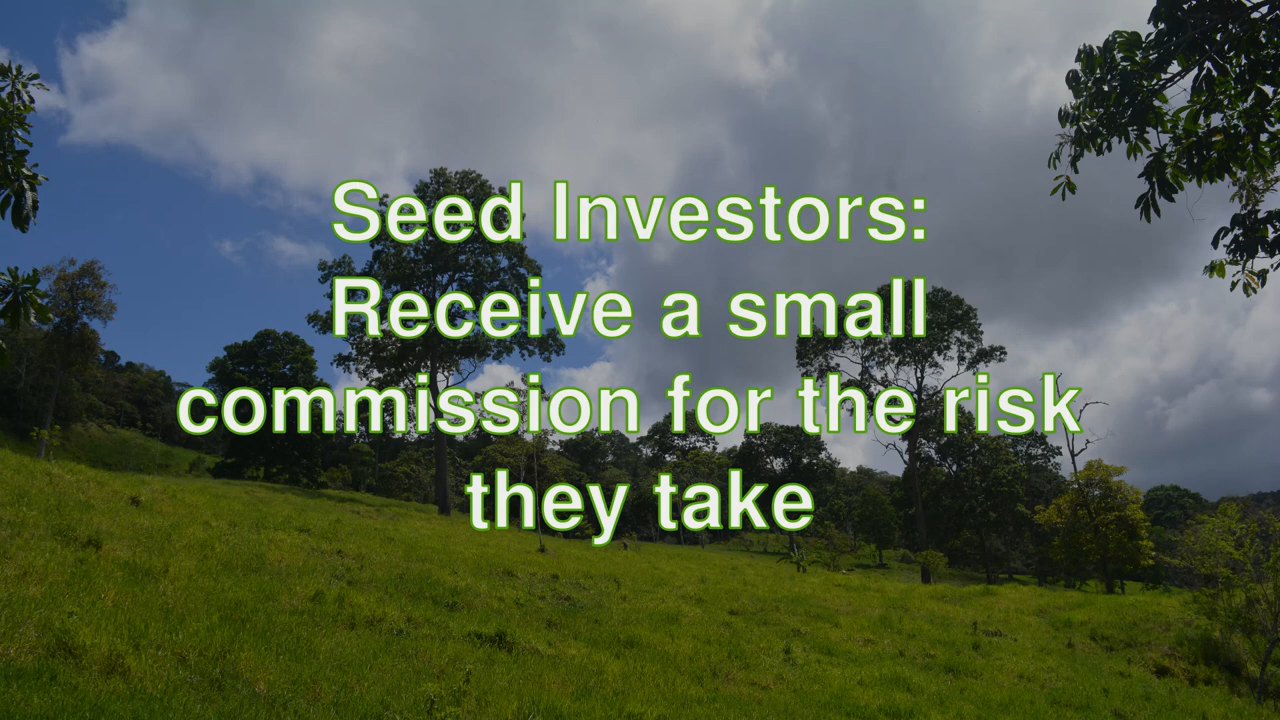 Seed Investors:
Receive a small
commission for the risk
they take